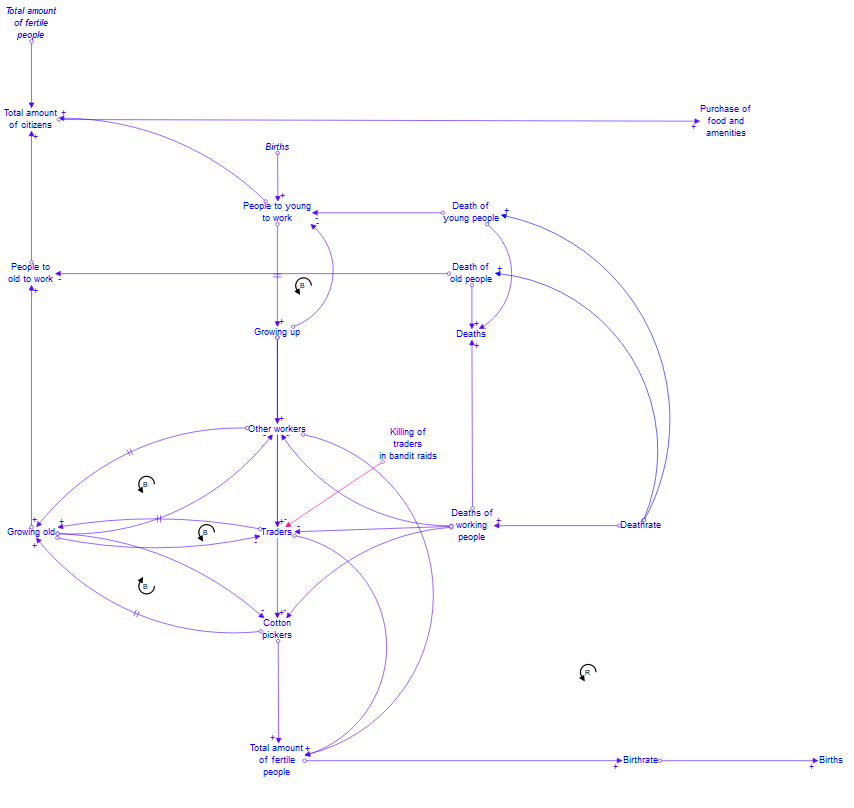 Total amount
of fertile
people
Total amount
of citizens
+
+
+
Purchase of
food and
amenities
Births
+
People to young
to work
-
-
Death of
young people
+
People to
old to work
-
+
Death of
old people
+
B
+
Growing up
+
Deaths
+
+
Other workers
-
-
Killing of
traders
in bandit raids
B
+
+
Growing old
+
B
+
-
Traders
-
-
Deaths of
working
people
+
Deathrate
B
-
+
-
Cotton
pickers
R
+
Total amount
of fertile
people
+
+
Birthrate
+
Births